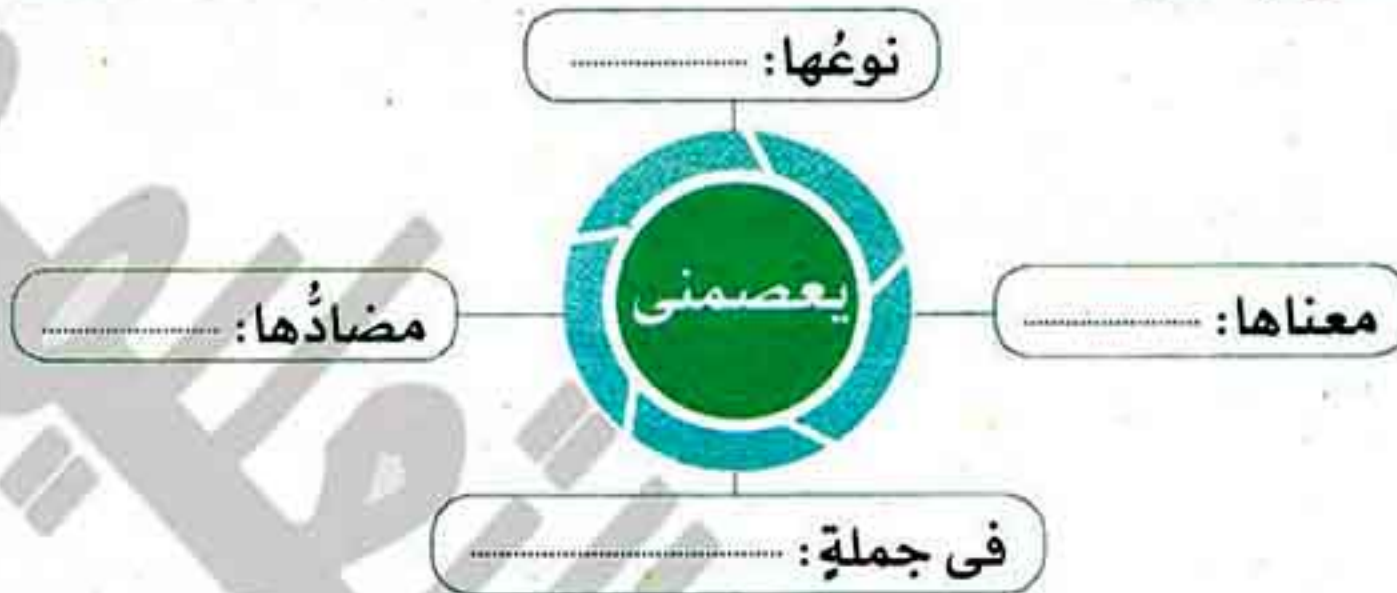 نوعُها: ..................
معناها: ..................
يعصمنى
مضادُّها: ..................
فى جملةٍ: ..................